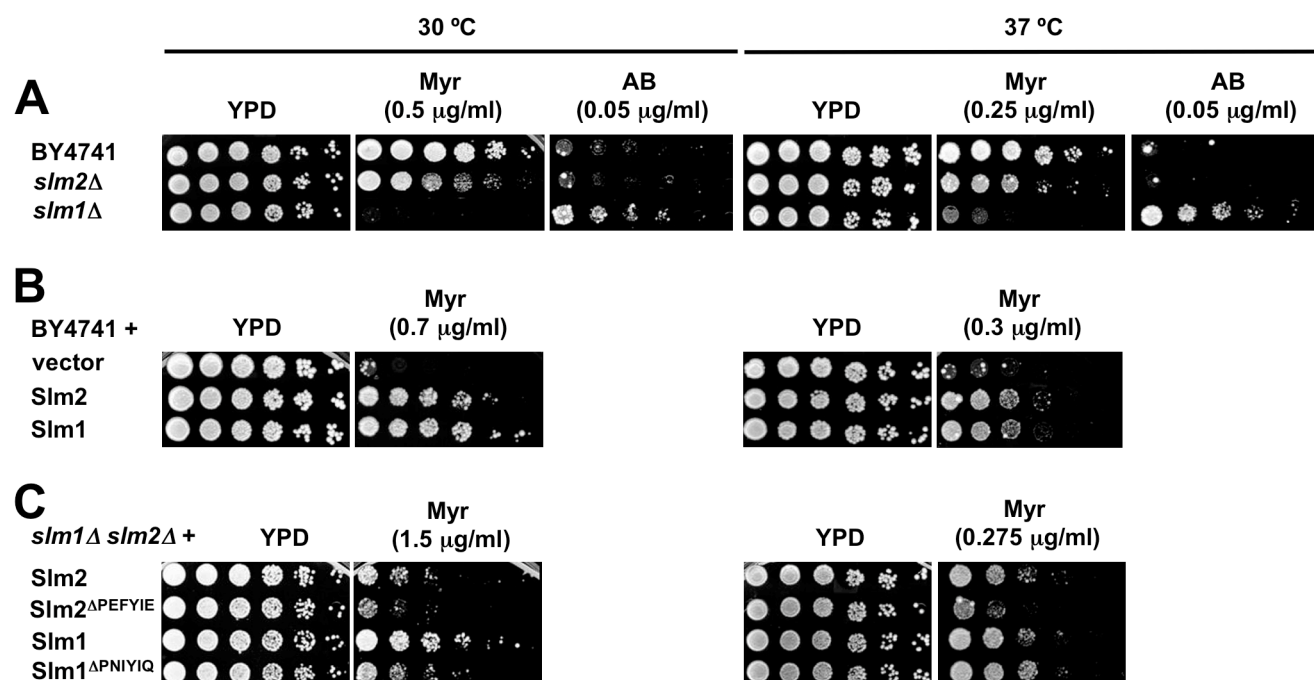 30 ºC 37 ºC
A
YPD Myr (0.5 µg/ml) AB (0.05 µg/ml) YPD Myr (0.25 µg/ml) AB (0.05 µg/ml)
BY4741
slm2Δ
slm1Δ
B
BY4741 + YPD Myr (0.7 µg/ml) YPD Myr (0.3 µg/ml)
vector
Slm2
Slm1
C
slm1Δ slm2Δ + YPD Myr (1.5 µg/ml) YPD Myr (0.275 µg/ml)
Slm2
Slm2ΔPEFYIE
Slm1
Slm1ΔPNIYIQ